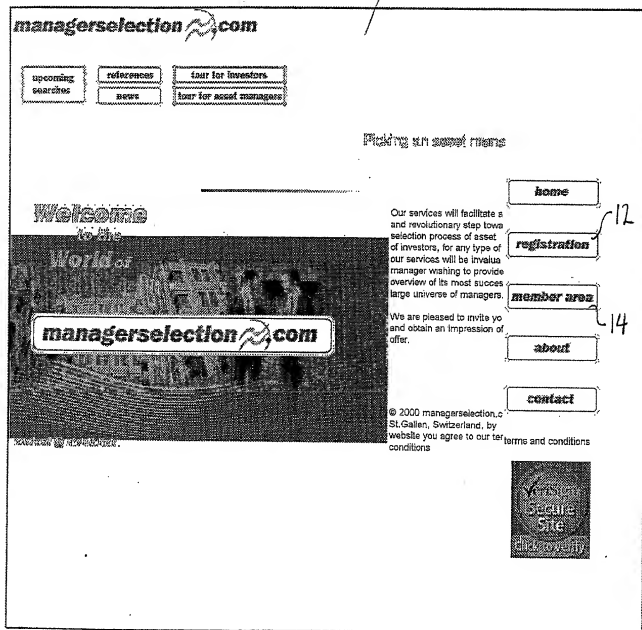 managerselection.com
upcoming
searches
references
news
tour for investors
tour for asset managers
Picking an asset mana
Welcome
to the
World of
managerselection.com
Our services will facilitate a
and revolutionary step towa
selection process of asset
of investors, for any type of
our services will be invalua
manager wishing to provide
overview of its most succes
large universe of managers.
We are pleased to invite yo
and obtain an impression of
offer.
© 2000 managerselection.c
St.Gallen, Switzerland, by
website you agree to our ter
conditions
home
registration
12
member area
14
about
contact
terms and conditions
VeriSign
Secure
Site
click to verify